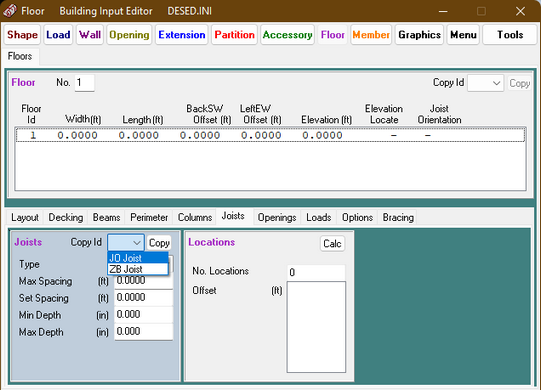 Floor Building Input Editor DESED.INI
Shape Load Wall Opening Extension Partition Accessory Floor Member Graphics Menu Tools
Floors
Floor No. 1 Copy Id Copy
Floor Id Width(ft) Length(ft) BackSW Offset (ft) LeftEW Offset (ft) Elevation(ft) Elevation Locate Joist Orientation
1 0.0000 0.0000 0.0000 0.0000 0.0000 – –
Layout Decking Beams Perimeter Columns Joists Openings Loads Options Bracing
Joists Copy Id Copy
JO Joist
ZB Joist
Type
Max Spacing (ft) 0.0000
Set Spacing (ft) 0.0000
Min Depth (in) 0.000
Max Depth (in) 0.000
Locations Calc
No. Locations 0
Offset (ft)